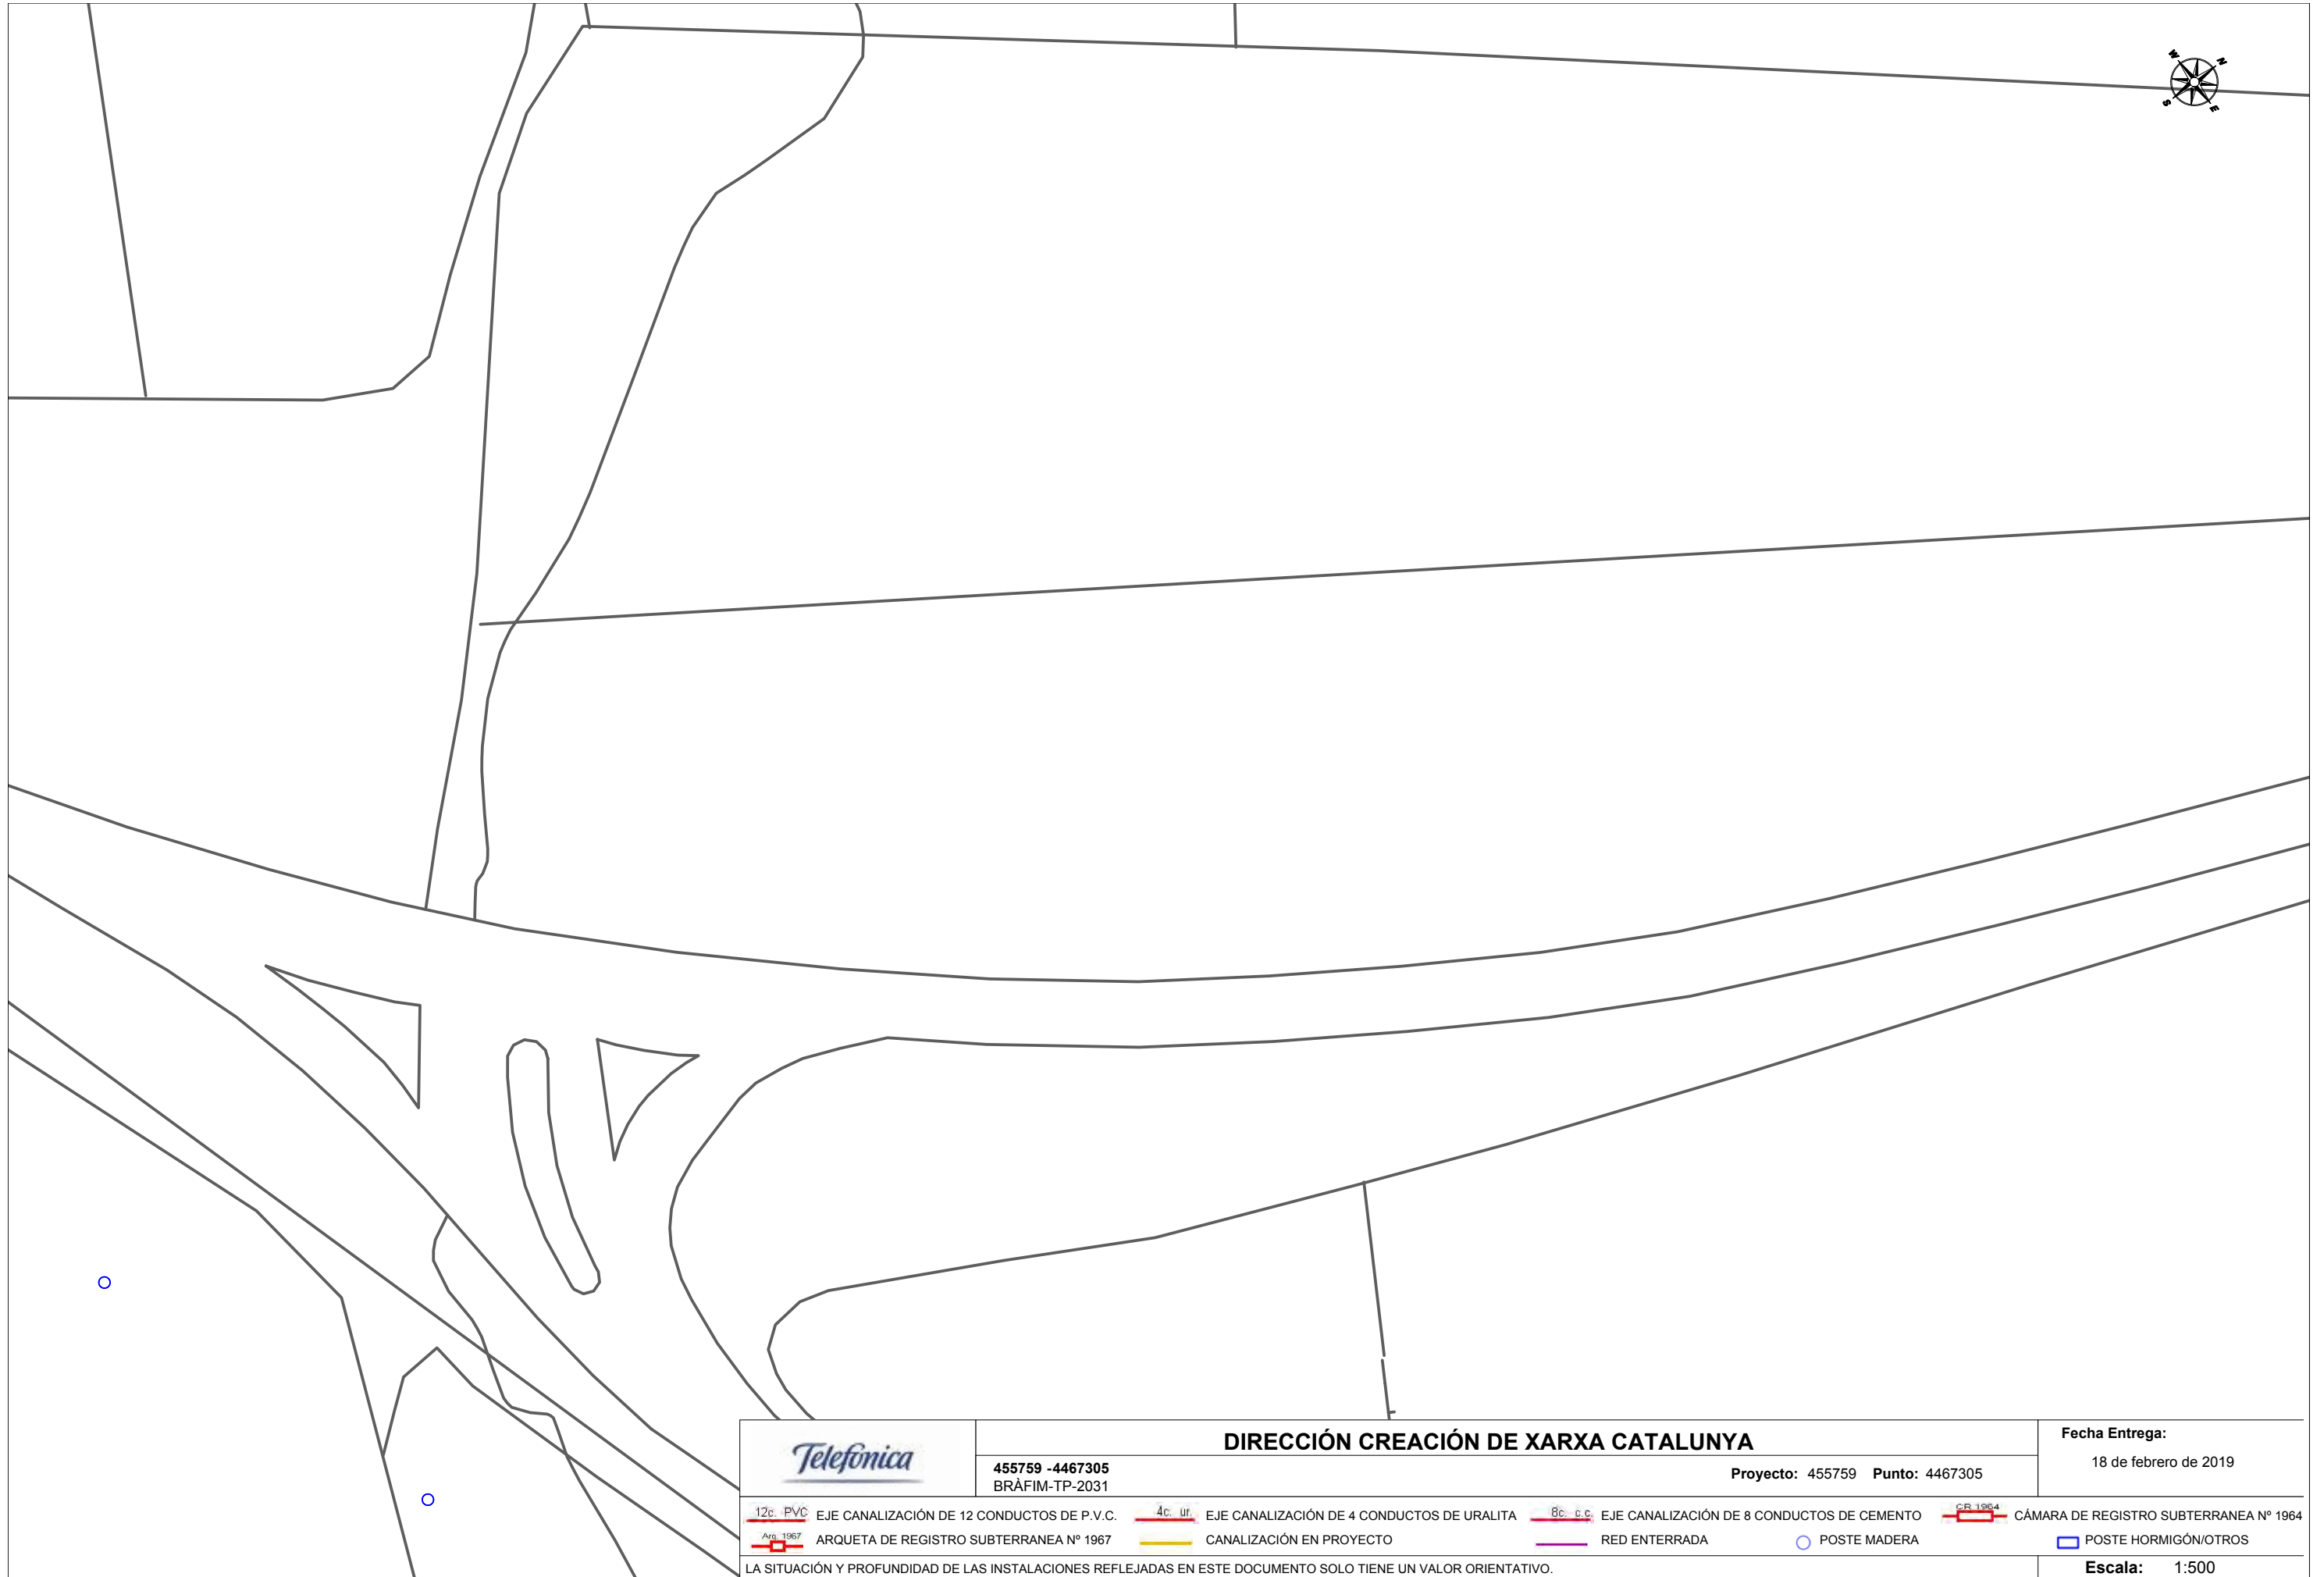 W
N
S
E
Telefónica
DIRECCIÓN CREACIÓN DE XARXA CATALUNYA
Fecha Entrega:
18 de febrero de 2019
455759 -4467305
BRÀFIM-TP-2031
Proyecto: 455759 Punto: 4467305
12c. PVC EJE CANALIZACIÓN DE 12 CONDUCTOS DE P.V.C. 4c. ur. EJE CANALIZACIÓN DE 4 CONDUCTOS DE URALITA 8c. c.c. EJE CANALIZACIÓN DE 8 CONDUCTOS DE CEMENTO CR 1964 CÁMARA DE REGISTRO SUBTERRANEA Nº 1964
Arq. 1967 ARQUETA DE REGISTRO SUBTERRANEA Nº 1967 CANALIZACIÓN EN PROYECTO RED ENTERRADA POSTE MADERA POSTE HORMIGÓN/OTROS
LA SITUACIÓN Y PROFUNDIDAD DE LAS INSTALACIONES REFLEJADAS EN ESTE DOCUMENTO SOLO TIENE UN VALOR ORIENTATIVO.
Escala: 1:500